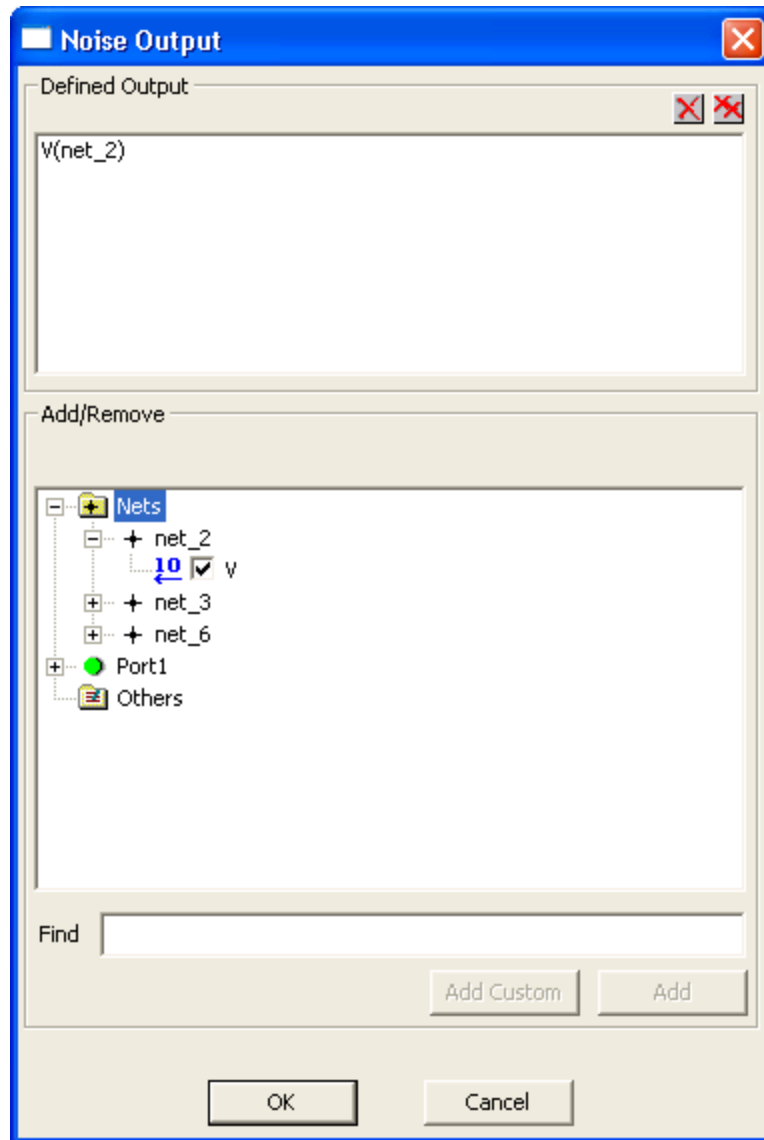 Noise Output
Defined Output
V(net_2)
Add/Remove
Nets
net_2
10 V
net_3
net_6
Port1
Others
Find
Add Custom Add
OK Cancel